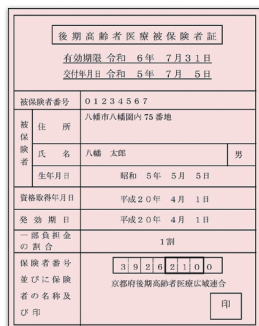 後期高齢者医療被保険者証
有効期限 令和 6年 7月31日
交付年月日 令和 5年 7月 5日
被保険者番号 01234567
被保険者
住所 八幡市八幡園内75番地
氏名 八幡 太郎 男
生年月日 昭和 5年 5月 5日
資格取得年月日 平成20年 4月 1日
発効期日 平成20年 4月 1日
一部負担金の割合 1割
保険者番号並びに保険者の名称及び印
39262100
京都府後期高齢者医療広域連合
印